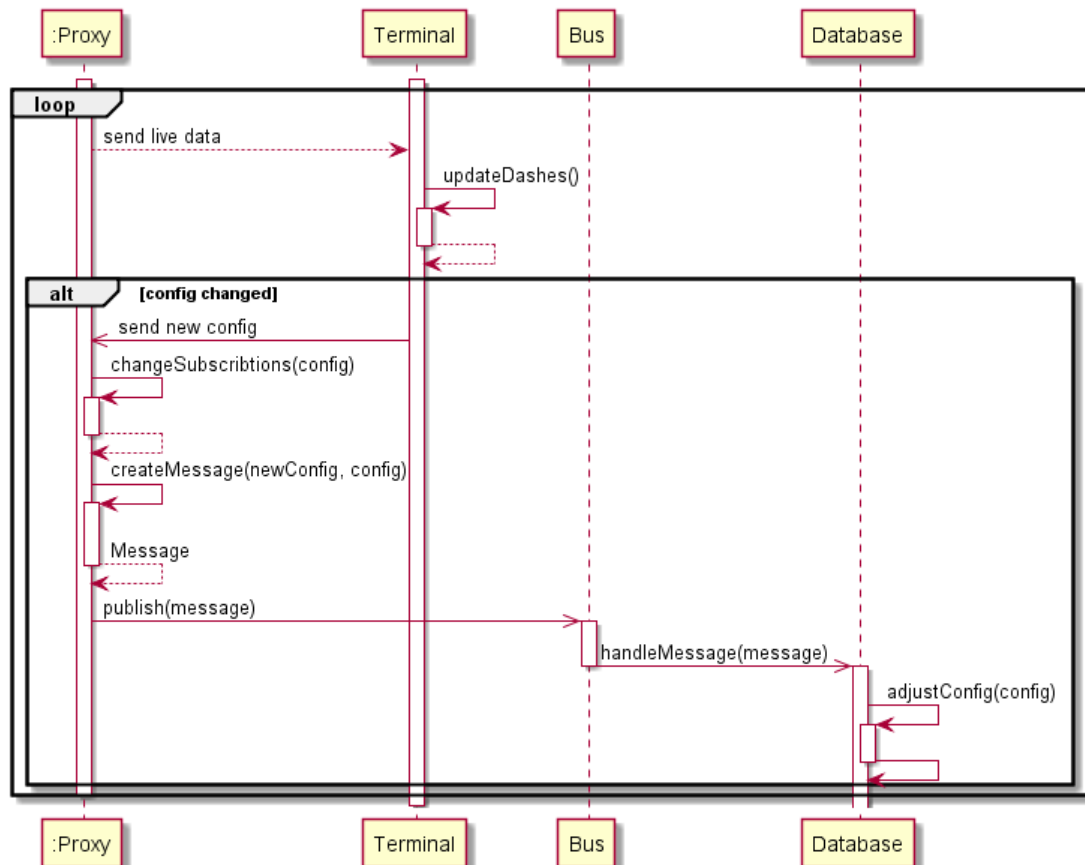 :Proxy Terminal Bus Database
loop
send live data
updateDashes()
alt [config changed]
send new config
changeSubscribtions(config)
createMessage(newConfig, config)
Message
publish(message)
handleMessage(message)
adjustConfig(config)
:Proxy Terminal Bus Database